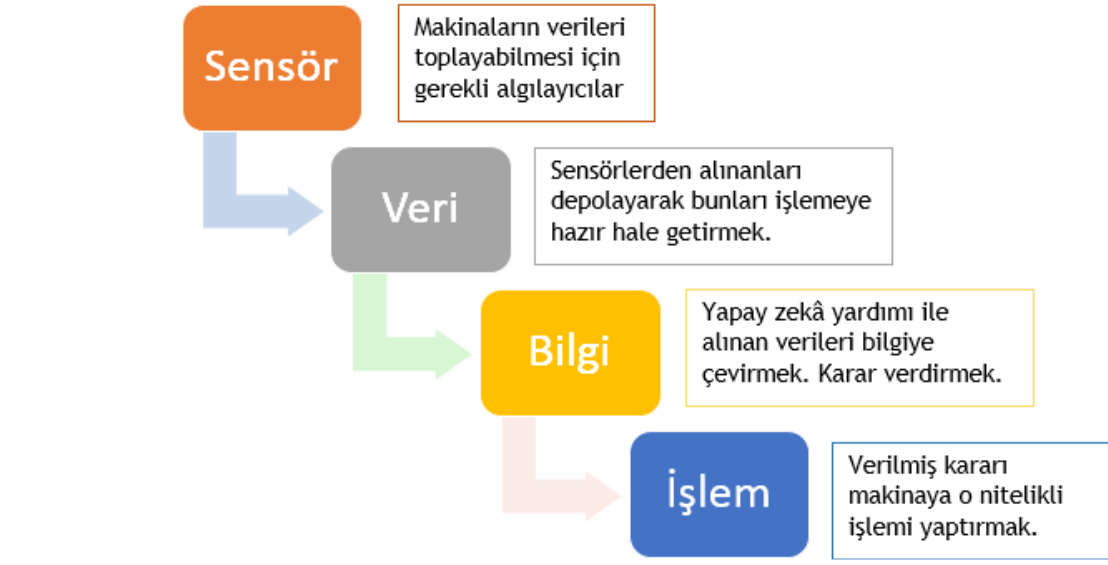 Sensör
Makinaların verileri
toplayabilmesi için
gerekli algılayıcılar
Veri
Sensörlerden alınanları
depolayarak bunları işlemeye
hazır hale getirmek.
Bilgi
Yapay zekâ yardımı ile
alınan verileri bilgiye
çevirmek. Karar verdirmek.
İşlem
Verilmiş kararı
makinaya o nitelikli
işlemi yaptırmak.